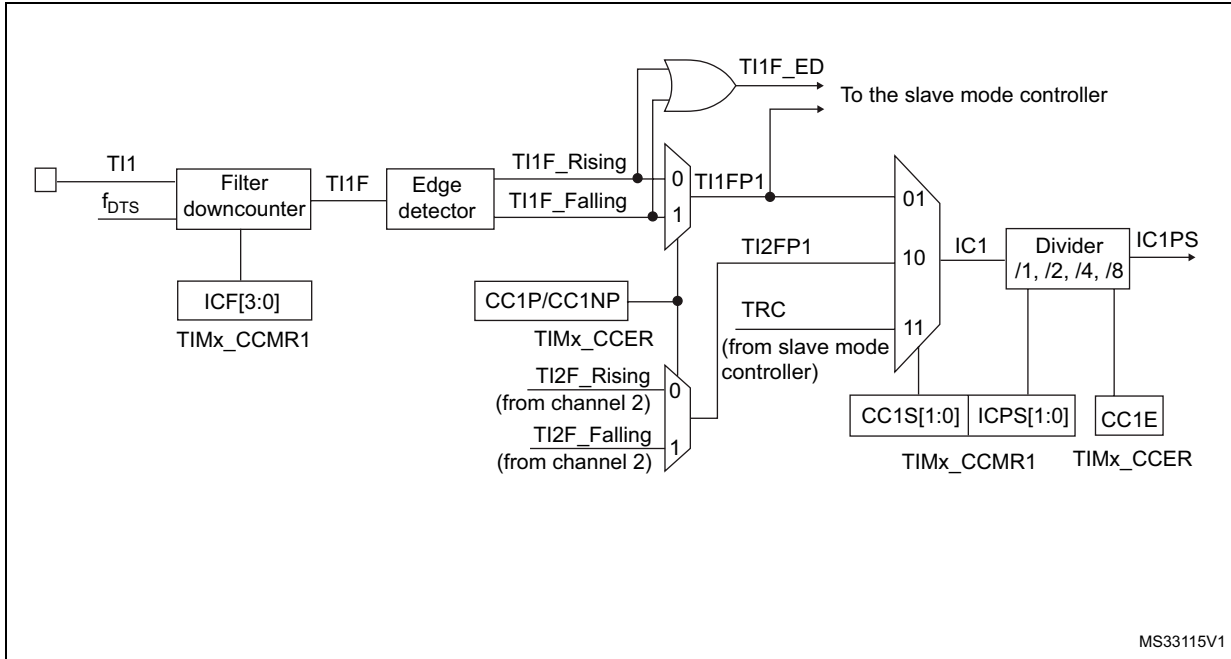 TI1F_ED
To the slave mode controller
TI1
fDTS
Filter
downcounter
TI1F
Edge
detector
TI1F_Rising
TI1F_Falling
0
1
TI1FP1
01
10
11
TI2FP1
TRC
(from slave mode
controller)
IC1
Divider
/1, /2, /4, /8
IC1PS
ICF[3:0]
TIMx_CCMR1
CC1P/CC1NP
TIMx_CCER
TI2F_Rising
(from channel 2)
TI2F_Falling
(from channel 2)
0
1
CC1S[1:0]
ICPS[1:0]
TIMx_CCMR1
CC1E
TIMx_CCER
MS33115V1